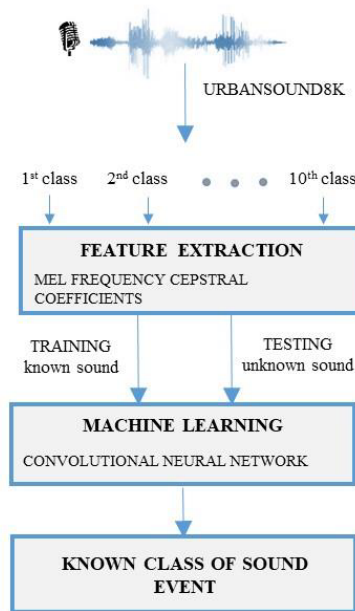 URBANSOUND8K
1st class 2nd class 10th class
FEATURE EXTRACTION
MEL FREQUENCY CEPSTRAL
COEFFICIENTS
TRAINING
known sound
TESTING
unknown sound
MACHINE LEARNING
CONVOLUTIONAL NEURAL NETWORK
KNOWN CLASS OF SOUND
EVENT